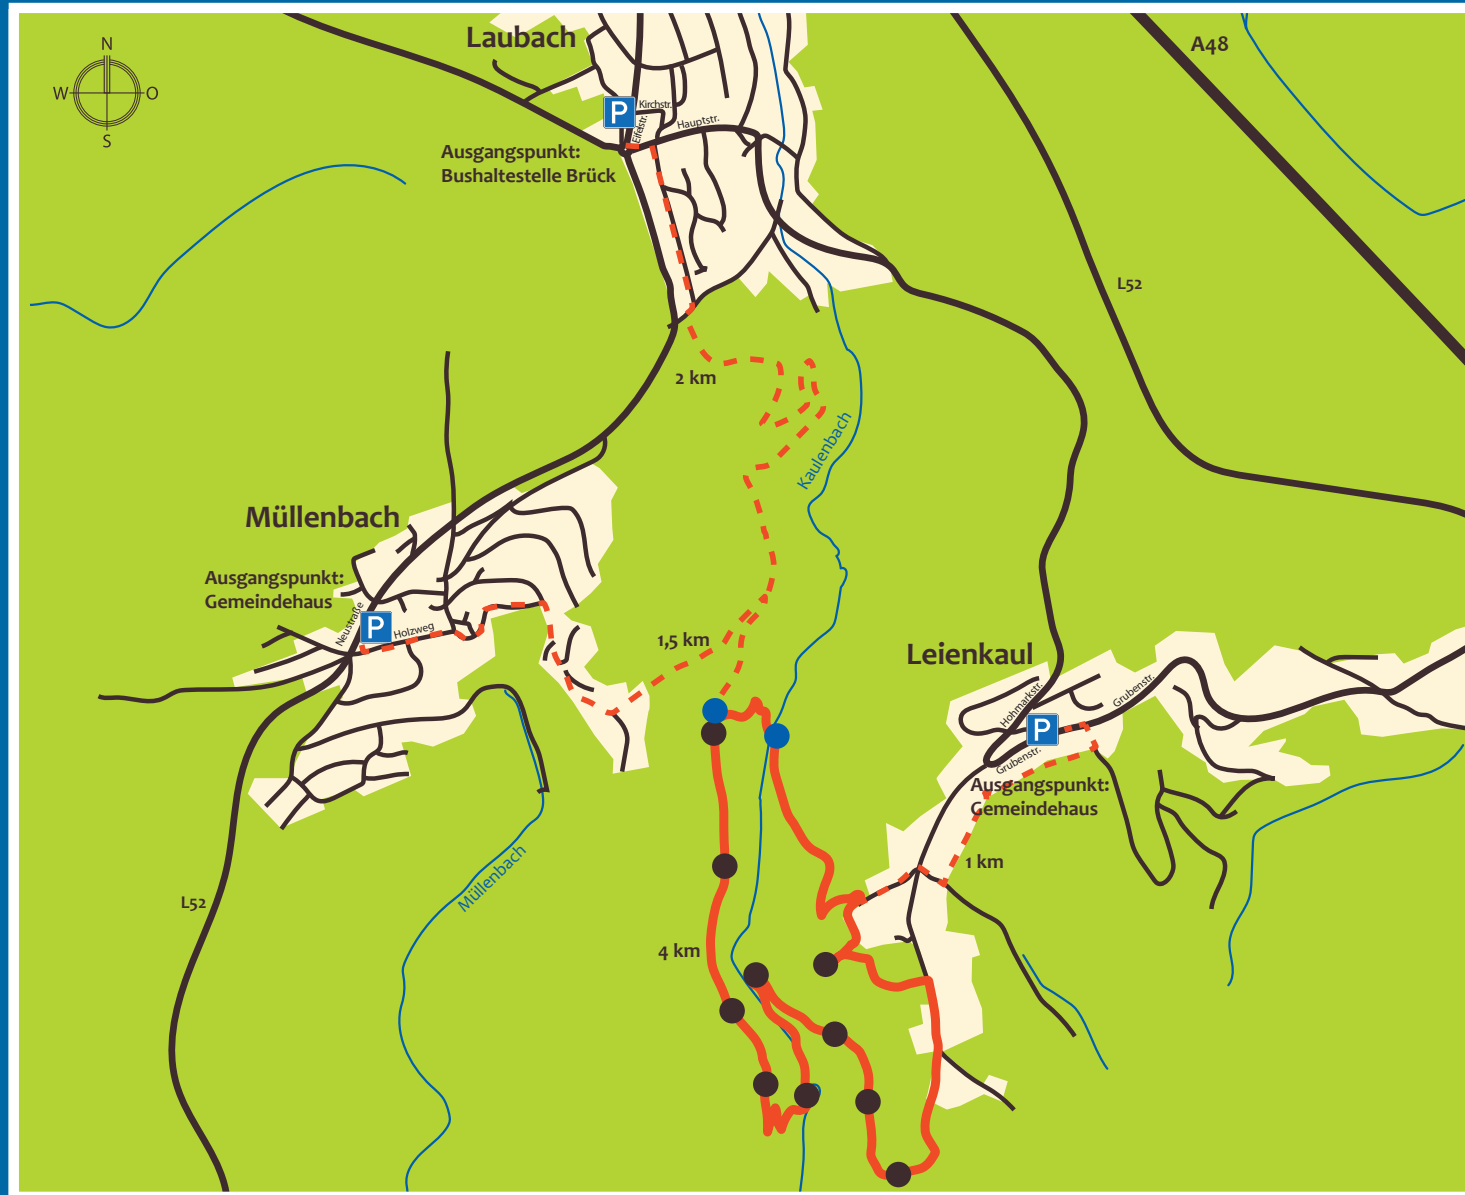 Laubach
A48
N
W
O
S
P
Kirchstr.
Eifelstr.
Hauptstr.
Ausgangspunkt:
Bushaltestelle Brück
L52
2 km
Kaulenbach
Müllenbach
Ausgangspunkt:
Gemeindehaus
Neustraße
P
Holzweg
1,5 km
Leienkaul
Hohmarkstr.
Grubenstr.
P
Grubenstr.
Ausgangspunkt:
Gemeindehaus
1 km
Müllenbach
L52
4 km